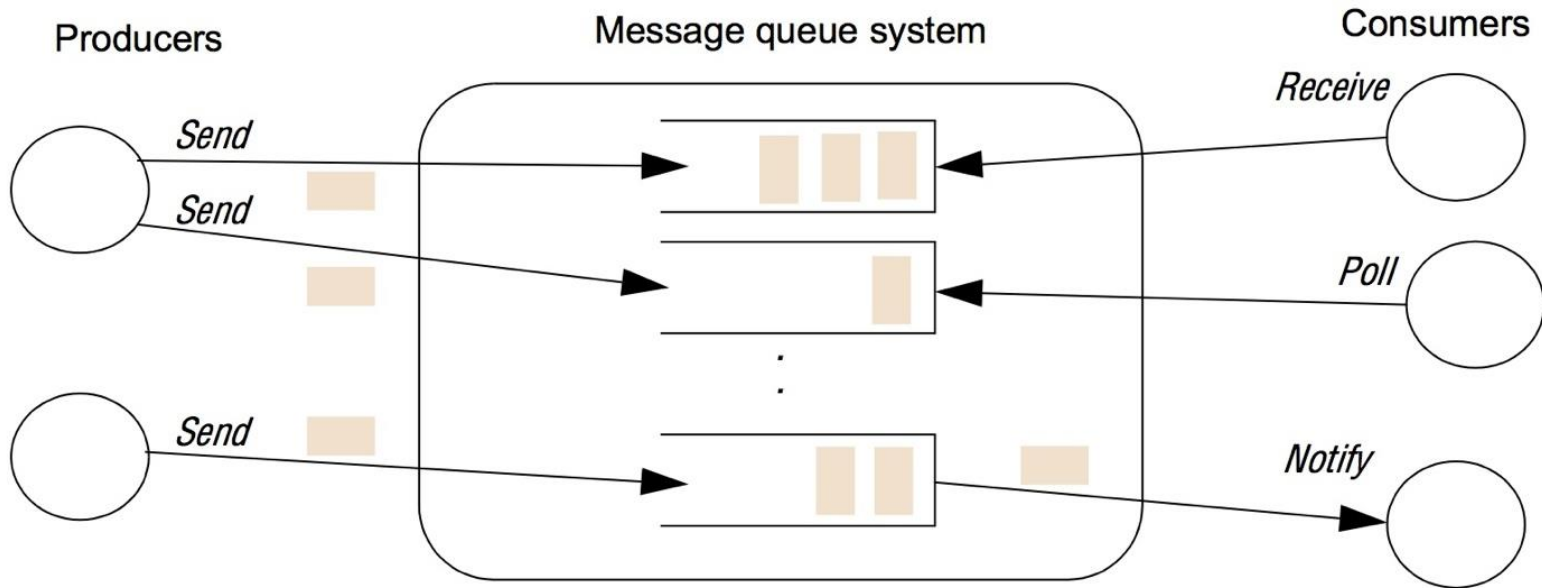 Producers
Message queue system
Consumers
Send
Receive
Send
Poll
Send
Notify